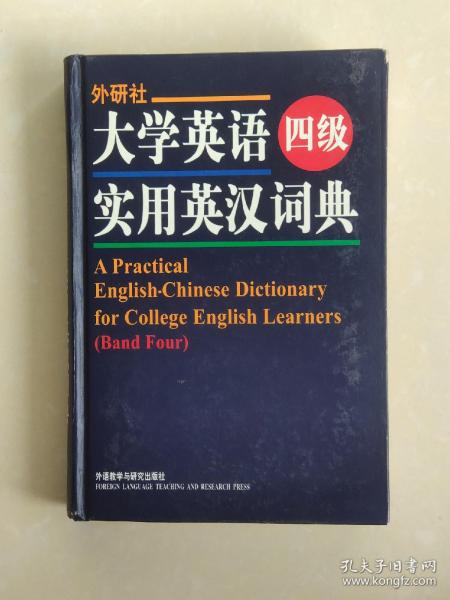 外研社
大学英语 四级
实用英汉词典
A Practical
English-Chinese Dictionary
for College English Learners
(Band Four)
外语教学与研究出版社
FOREIGN LANGUAGE TEACHING AND RESEARCH PRESS
孔夫子旧书网
www.kongfz.com